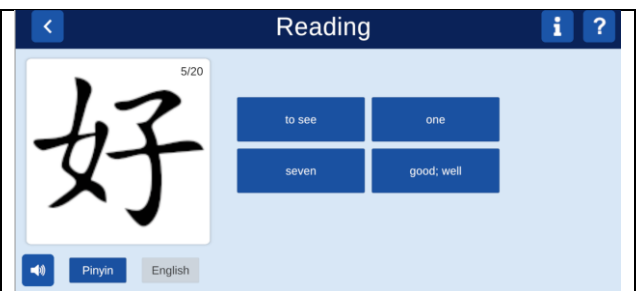 Reading
5/20
好
to see
one
seven
good; well
Pinyin
English